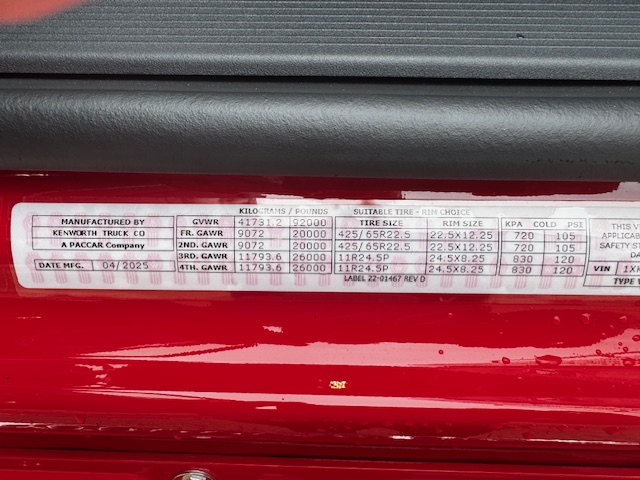 KILOGRAMS / POUNDS SUITABLE TIRE - RIM CHOICE
MANUFACTURED BY GVWR 41731.2 92000 TIRE SIZE RIM SIZE KPA COLD PSI THIS V
KENWORTH TRUCK CO FR. GAWR 9072 20000 425/65R22.5 22.5X12.25 720 105 APPLICABL
A PACCAR Company 2ND. GAWR 9072 20000 425/65R22.5 22.5X12.25 720 105 SAFETY ST
3RD. GAWR 11793.6 26000 11R24.5P 24.5X8.25 830 120 DA
DATE MFG. 04/2025 4TH. GAWR 11793.6 26000 11R24.5P 24.5X8.25 830 120 VIN
LABEL 22-01467 REV D TYPE